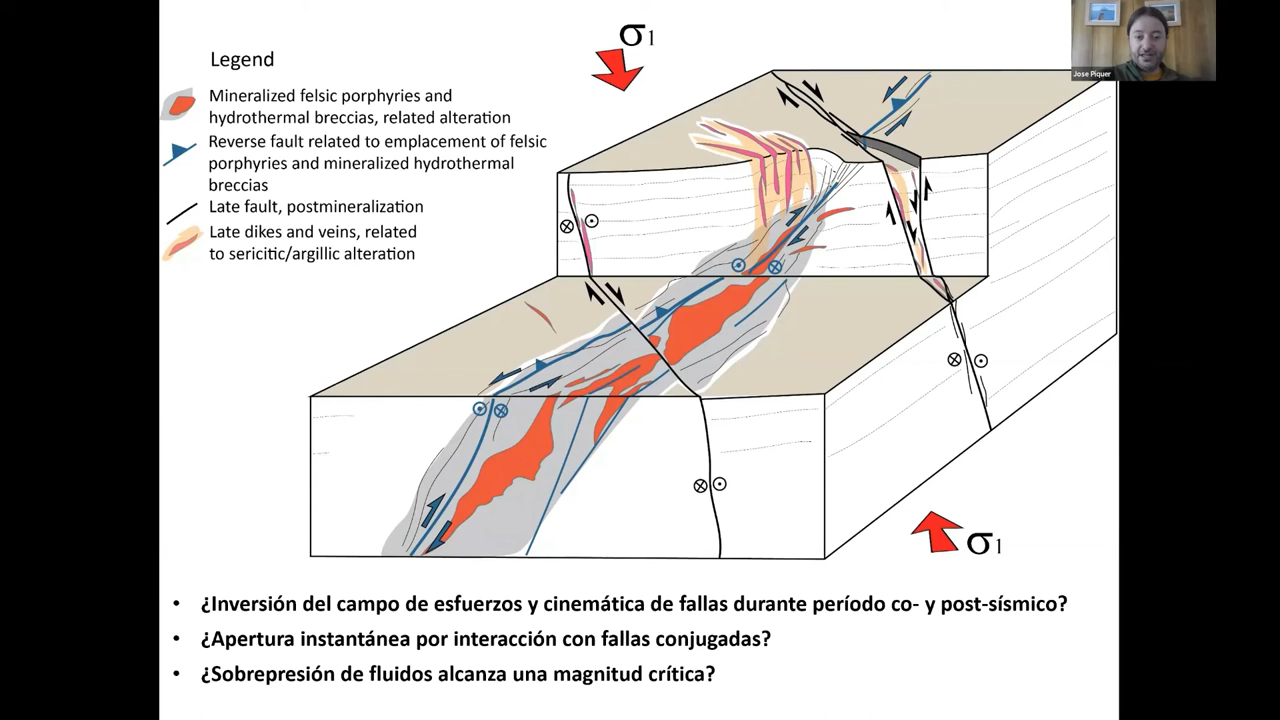 σ1
Jose Piquer
Legend
Mineralized felsic porphyries and
hydrothermal breccias, related alteration
Reverse fault related to emplacement of felsic
porphyries and mineralized hydrothermal
breccias
Late fault, postmineralization
Late dikes and veins, related
to sericitic/argillic alteration
σ1
• ¿Inversión del campo de esfuerzos y cinemática de fallas durante período co- y post-sísmico?
• ¿Apertura instantánea por interacción con fallas conjugadas?
• ¿Sobrepresión de fluidos alcanza una magnitud crítica?